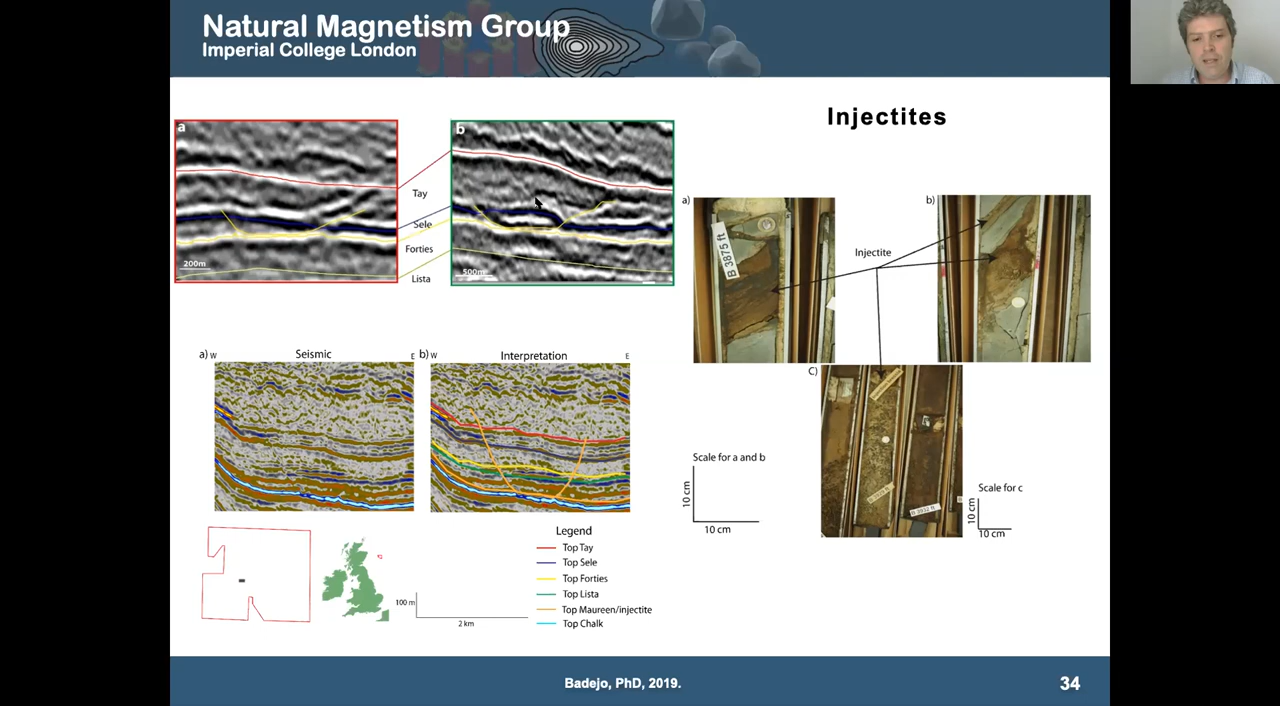 Natural Magnetism Group
Imperial College London
Injectites
a
b
Tay
Sele
Forties
Lista
200m
500m
a)
b)
B 3875 ft
Injectite
C)
a) W
Seismic
E
b) W
Interpretation
E
Scale for a and b
10 cm
10 cm
Scale for c
10 cm
10 cm
Legend
Top Tay
Top Sele
Top Forties
Top Lista
Top Maureen/injectite
Top Chalk
100 m
2 km
Badejo, PhD, 2019.
34